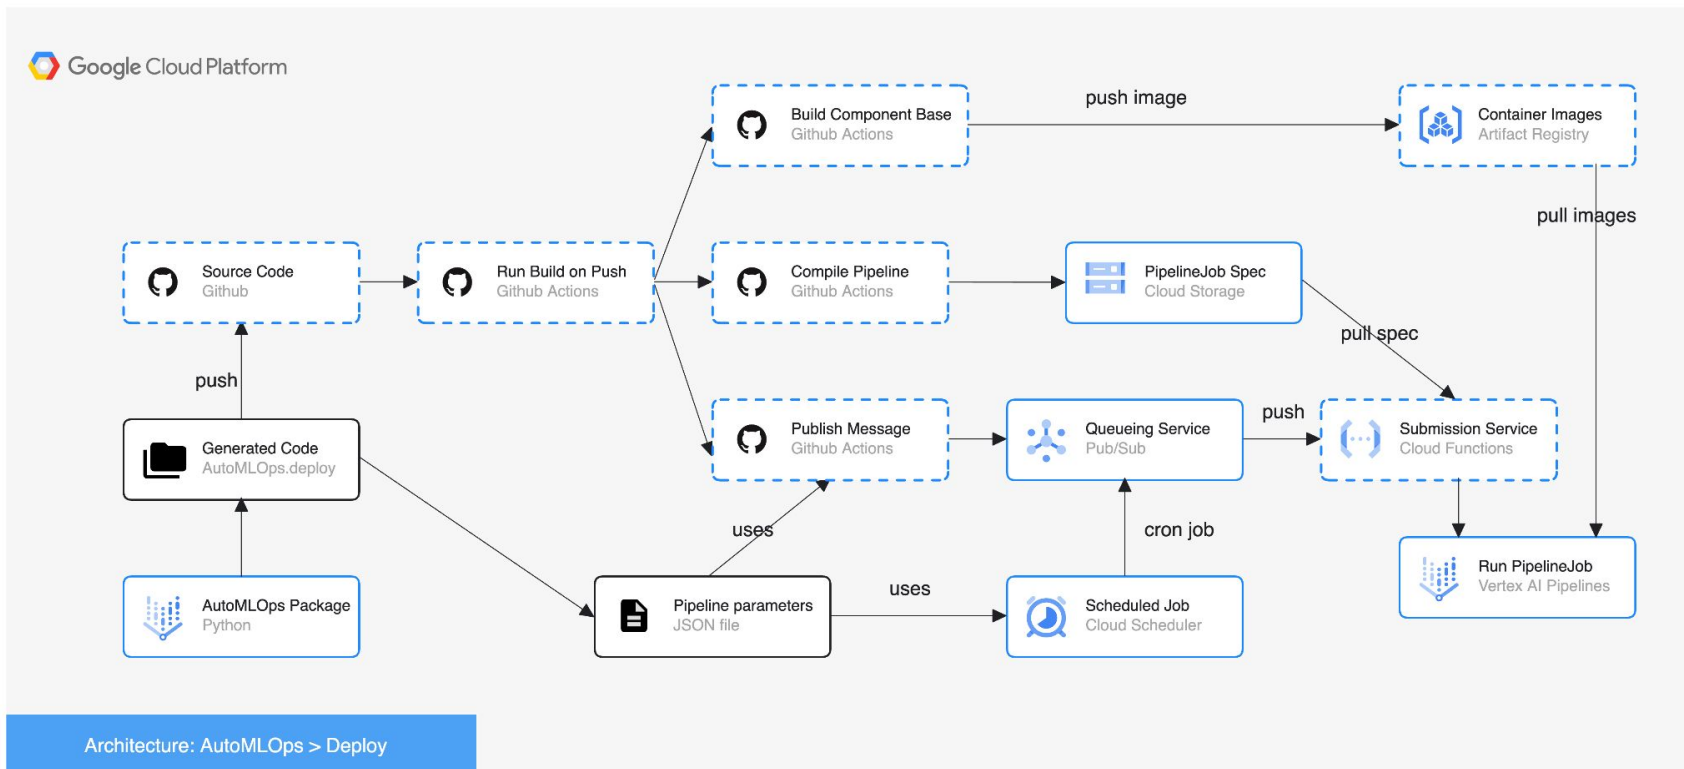 Google Cloud Platform
Build Component Base
Github Actions
push image
Container Images
Artifact Registry
pull images
Source Code
Github
Run Build on Push
Github Actions
Compile Pipeline
Github Actions
PipelineJob Spec
Cloud Storage
pull spec
push
Generated Code
AutoMLOps.deploy
Publish Message
Github Actions
Queueing Service
Pub/Sub
push
Submission Service
Cloud Functions
uses
cron job
AutoMLOps Package
Python
Pipeline parameters
JSON file
uses
Scheduled Job
Cloud Scheduler
Run PipelineJob
Vertex AI Pipelines
Architecture: AutoMLOps > Deploy